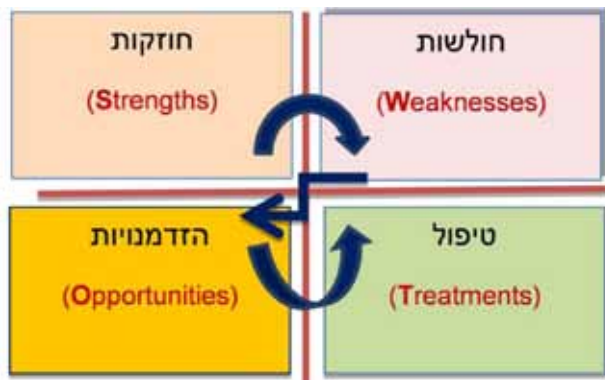 חוזקות
(Strengths)
חולשות
(Weaknesses)
הזדמנויות
(Opportunities)
טיפול
(Treatments)